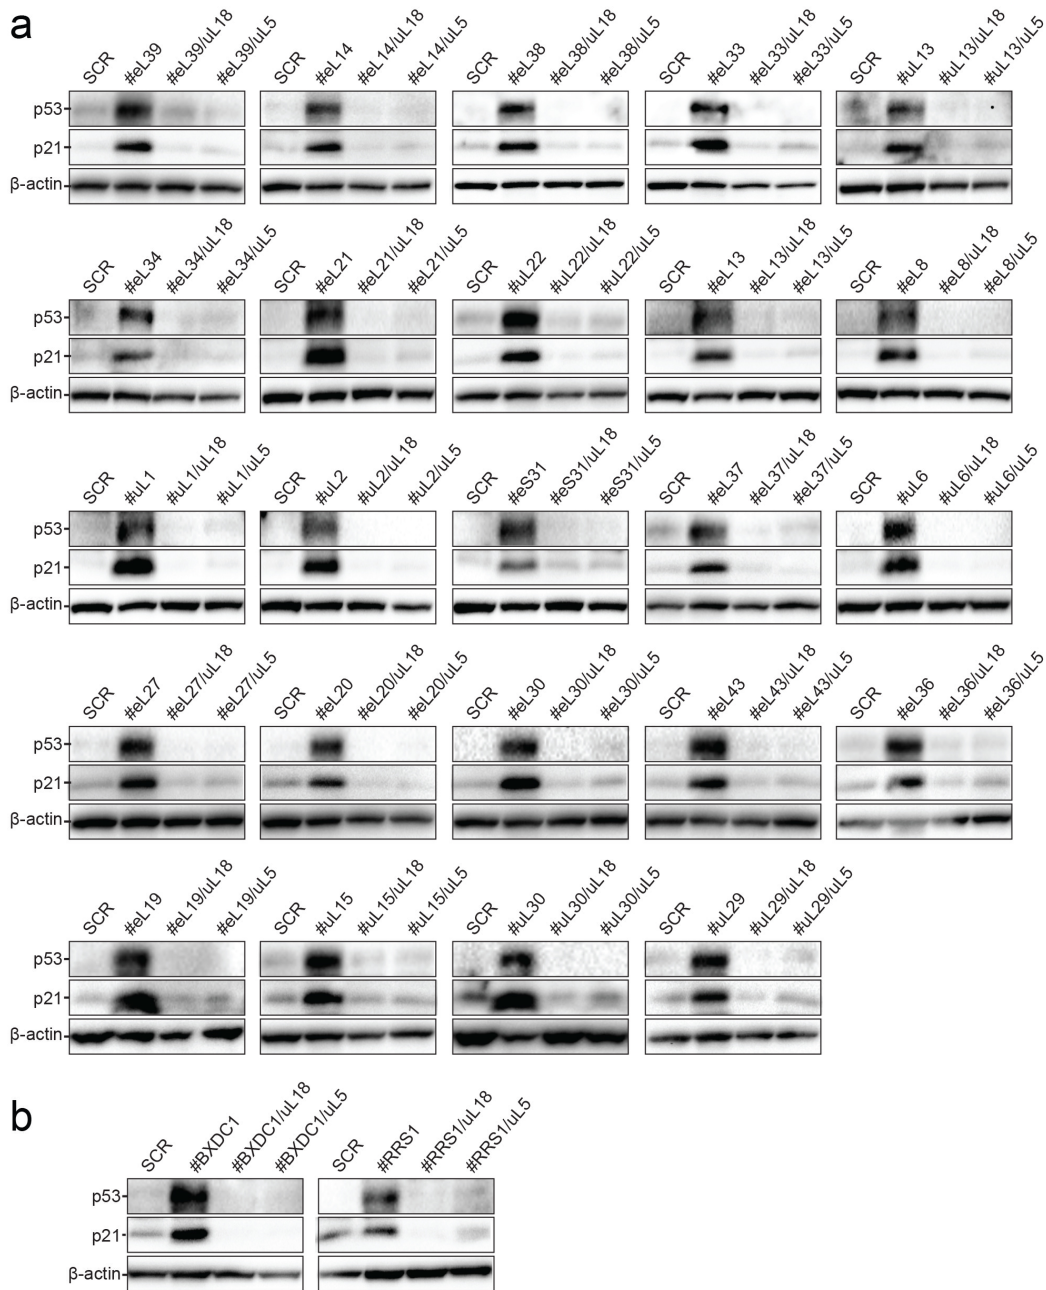 a
SCR #eL39 #eL39/uL18 #eL39/uL5 SCR #eL14 #eL14/uL18 #eL14/uL5 SCR #eL38 #eL38/uL18 #eL38/uL5 SCR #eL33 #eL33/uL18 #eL33/uL5 SCR #uL13 #uL13/uL18 #uL13/uL5
p53
p21
β-actin
SCR #eL34 #eL34/uL18 #eL34/uL5 SCR #eL21 #eL21/uL18 #eL21/uL5 SCR #uL22 #uL22/uL18 #uL22/uL5 SCR #eL13 #eL13/uL18 #eL13/uL5 SCR #eL8 #eL8/uL18 #eL8/uL5
p53
p21
β-actin
SCR #uL1 #uL1/uL18 #uL1/uL5 SCR #uL2 #uL2/uL18 #uL2/uL5 SCR #eS31 #eS31/uL18 #eS31/uL5 SCR #eL37 #eL37/uL18 #eL37/uL5 SCR #uL6 #uL6/uL18 #uL6/uL5
p53
p21
β-actin
SCR #eL27 #eL27/uL18 #eL27/uL5 SCR #eL20 #eL20/uL18 #eL20/uL5 SCR #eL30 #eL30/uL18 #eL30/uL5 SCR #eL43 #eL43/uL18 #eL43/uL5 SCR #eL36 #eL36/uL18 #eL36/uL5
p53
p21
β-actin
SCR #eL19 #eL19/uL18 #eL19/uL5 SCR #uL15 #uL15/uL18 #uL15/uL5 SCR #uL30 #uL30/uL18 #uL30/uL5 SCR #uL29 #uL29/uL18 #uL29/uL5
p53
p21
β-actin
b
SCR #BXDC1 #BXDC1/uL18 #BXDC1/uL5 SCR #RRS1 #RRS1/uL18 #RRS1/uL5
p53
p21
β-actin